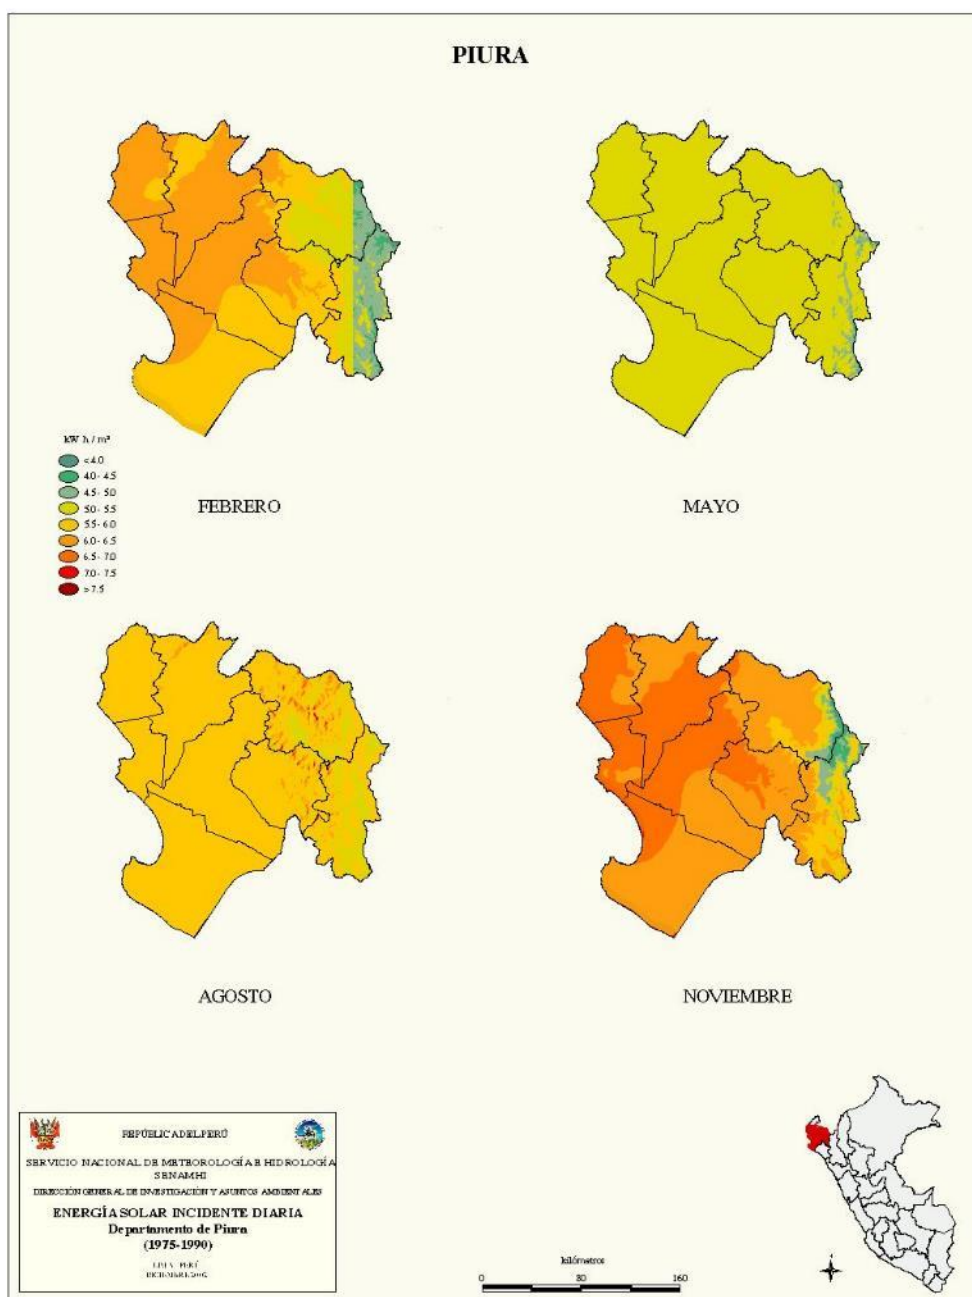 PIURA
kW h / m²
< 4.0
4.0 - 4.5
4.5 - 5.0
5.0 - 5.5
5.5 - 6.0
6.0 - 6.5
6.5 - 7.0
7.0 - 7.5
> 7.5
FEBRERO
MAYO
AGOSTO
NOVIEMBRE
REPÚBLICA DEL PERÚ
SERVICIO NACIONAL DE METEOROLOGÍA E HIDROLOGÍA
SENAMHI
DIRECCIÓN GENERAL DE INVESTIGACIÓN Y ASUNTOS AMBIENTALES
ENERGÍA SOLAR INCIDENTE DIARIA
Departamento de Piura
(1975-1990)
LIMA - PERÚ
kilómetros
0 80 160